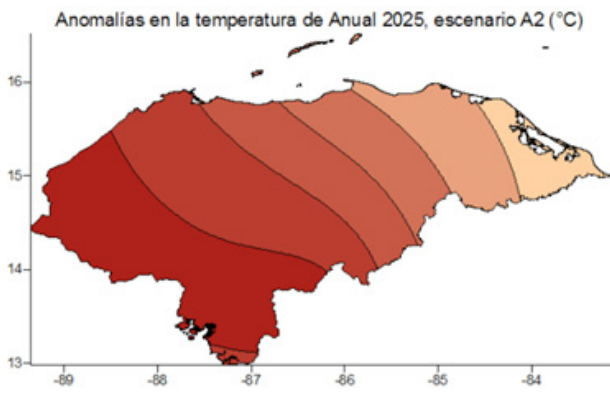 Anomalías en la temperatura de Anual 2025, escenario A2 (°C)
16
15
14
13
-89 -88 -87 -86 -85 -84